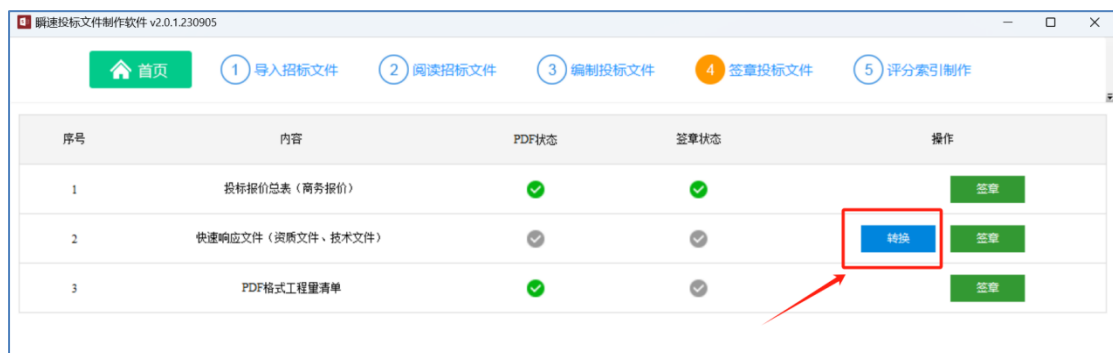 瞬速投标文件制作软件 v2.0.1.230905
首页 1 导入招标文件 2 阅读招标文件 3 编制投标文件 4 签章投标文件 5 评分索引制作
序号 内容 PDF状态 签章状态 操作
1 投标报价总表（商务报价） 签章
2 快速响应文件（资质文件、技术文件） 转换 签章
3 PDF格式工程量清单 签章